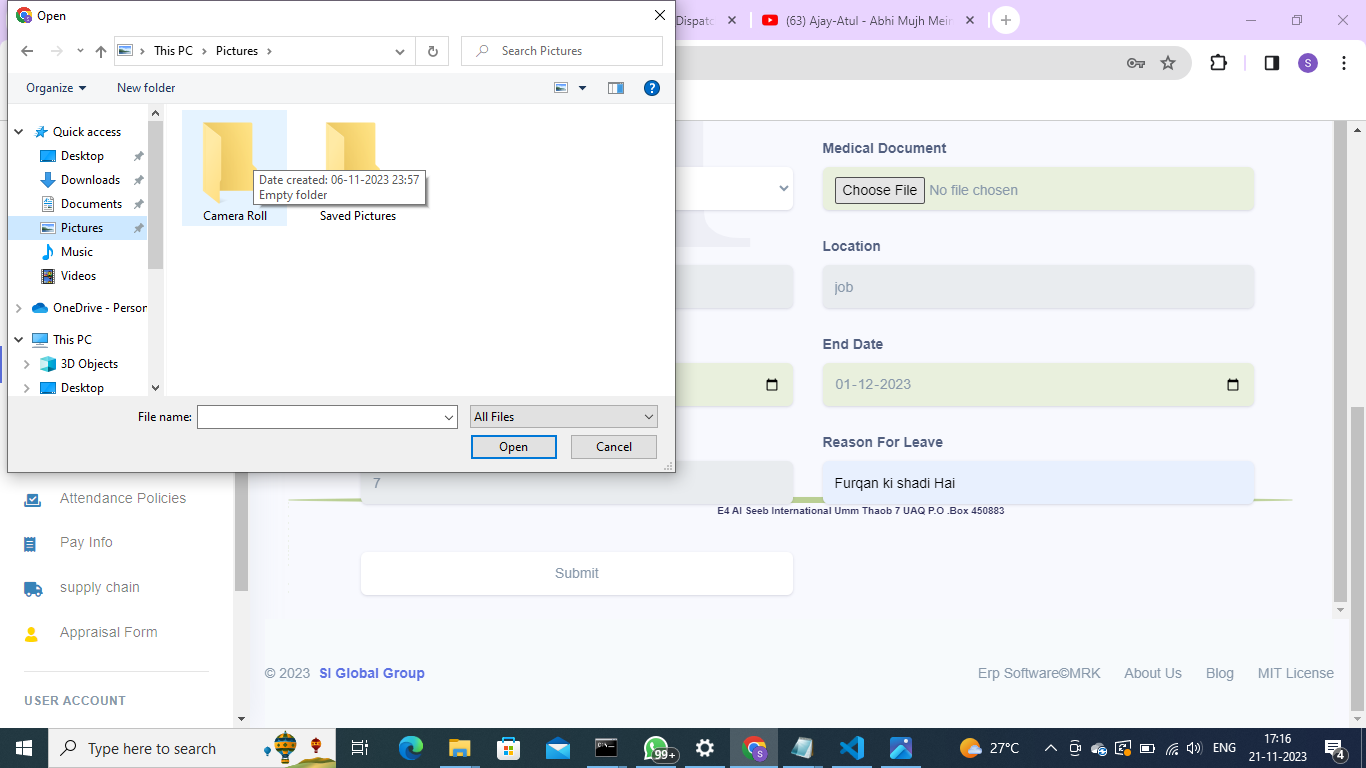 Open
Dispatc
(63) Ajay-Atul - Abhi Mujh Mein
This PC
Pictures
Search Pictures
Organize
New folder
S
Quick access
Desktop
Downloads
Documents
Pictures
Music
Videos
OneDrive - Person
This PC
3D Objects
Desktop
Date created: 06-11-2023 23:57
Empty folder
Camera Roll
Saved Pictures
File name:
All Files
Open
Cancel
Medical Document
Choose File No file chosen
Location
job
End Date
01-12-2023
Reason For Leave
7
Furqan ki shadi Hai
E4 Al Seeb International Umm Thaob 7 UAQ P.O .Box 450883
Submit
Attendance Policies
Pay Info
supply chain
Appraisal Form
USER ACCOUNT
© 2023 SI Global Group
Erp Software©MRK About Us Blog MIT License
Type here to search
99+
S
27°C
ENG
17:16
21-11-2023
4